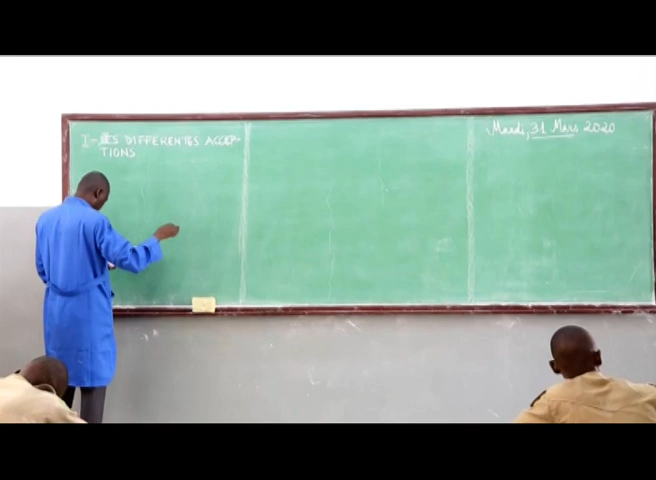 I- LES DIFFERENTES ACCEP-
TIONS
Mardi, 31 Mars 2020